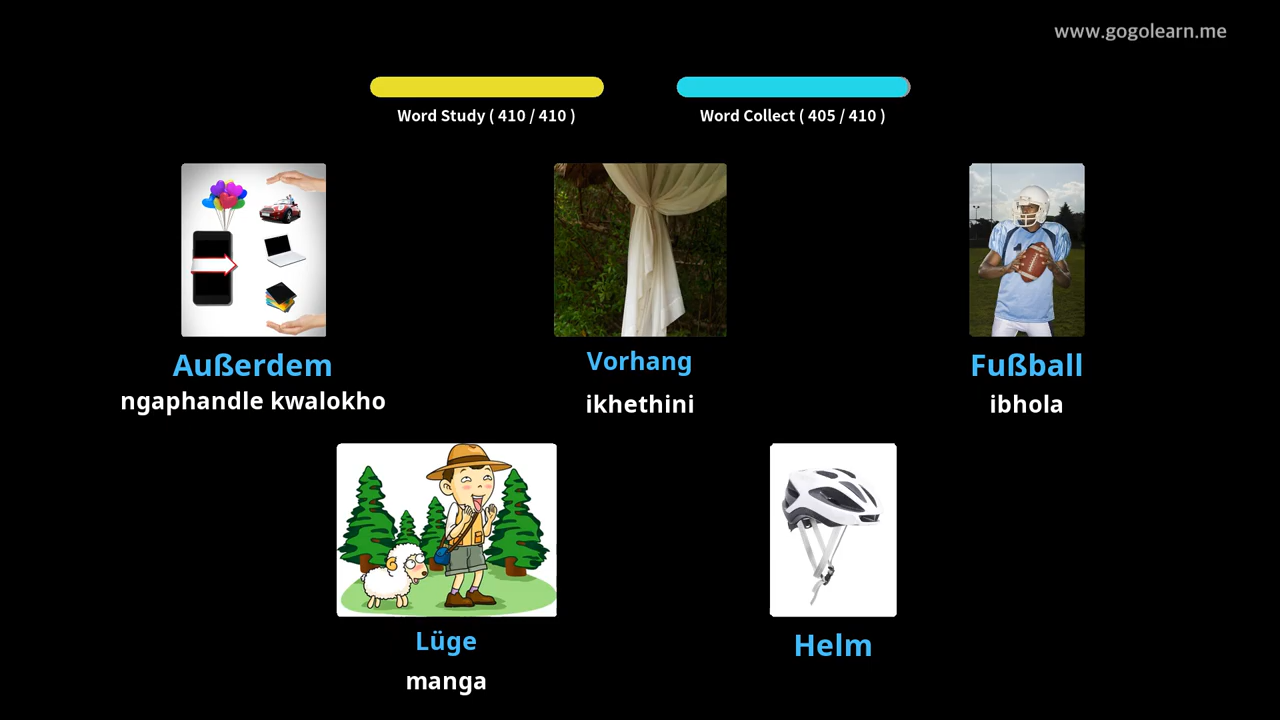 www.gogolearn.me
Word Study ( 410 / 410 )
Word Collect ( 405 / 410 )
Außerdem
ngaphandle kwalokho
Vorhang
ikhethini
Fußball
ibhola
Lüge
manga
Helm